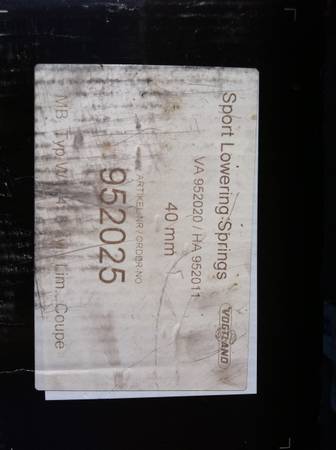 Sport Lowering Springs
VOGTLAND
VA 952020 / HA 952011
40 mm
ARTIKEL-NR / ORDER-NO.
952025
MB Typ Lim. Coupe